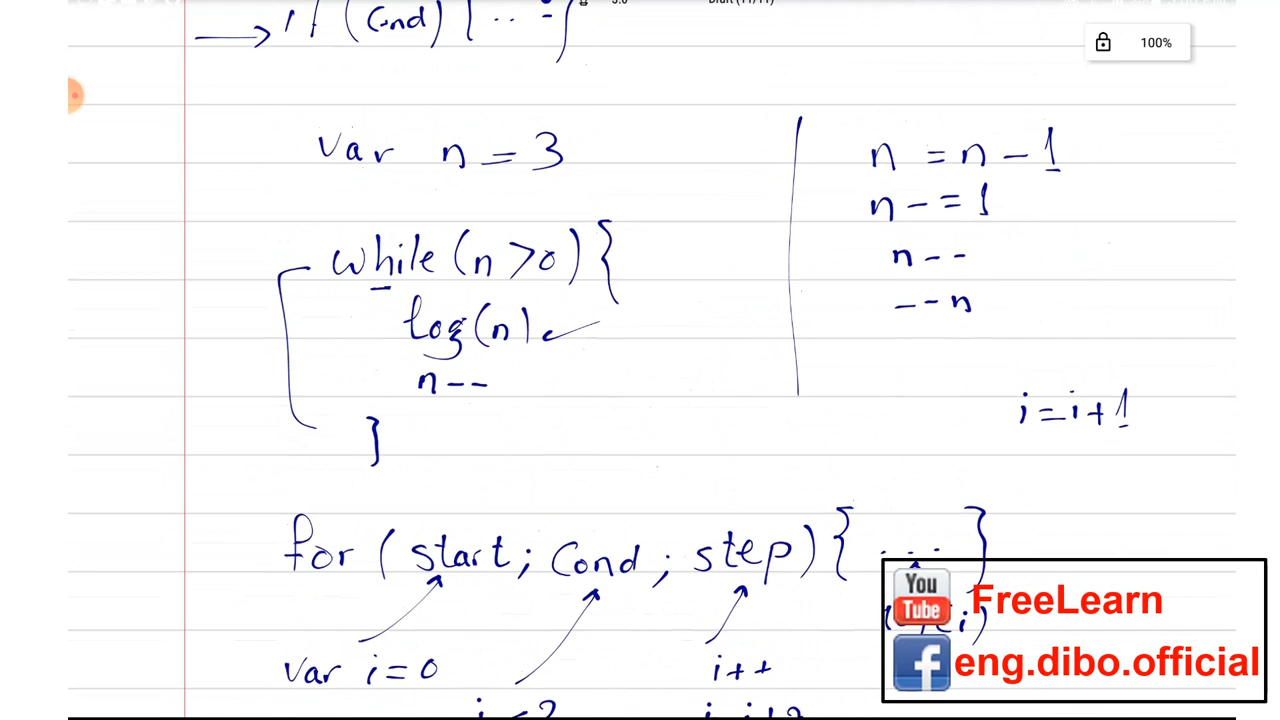 if (Cond) { ... }
100%
var n = 3
while (n > 0) {
log(n)
n--
}
n = n - 1
n -= 1
n--
--n
i = i + 1
for ( start ; Cond ; step ) { ... }
var i = 0
i++
You
Tube
FreeLearn
eng.dibo.official